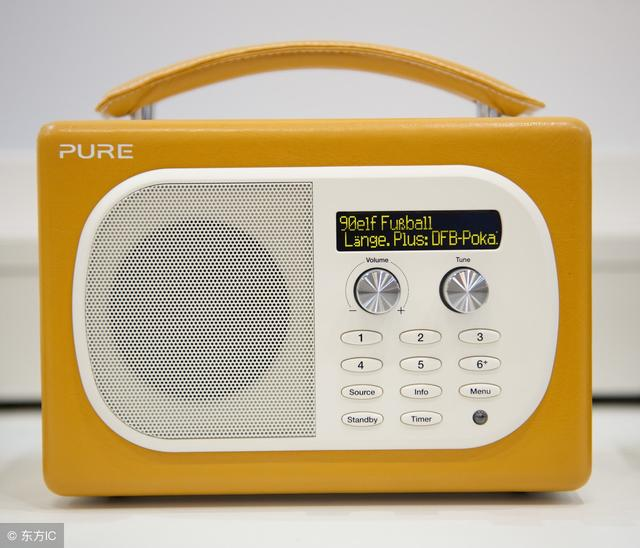 PURE
90elf Fußball
Länge. Plus: DFB-Poka
Volume
Tune
− +
1 2 3
4 5 6+
Source Info Menu
Standby Timer
© 东方IC